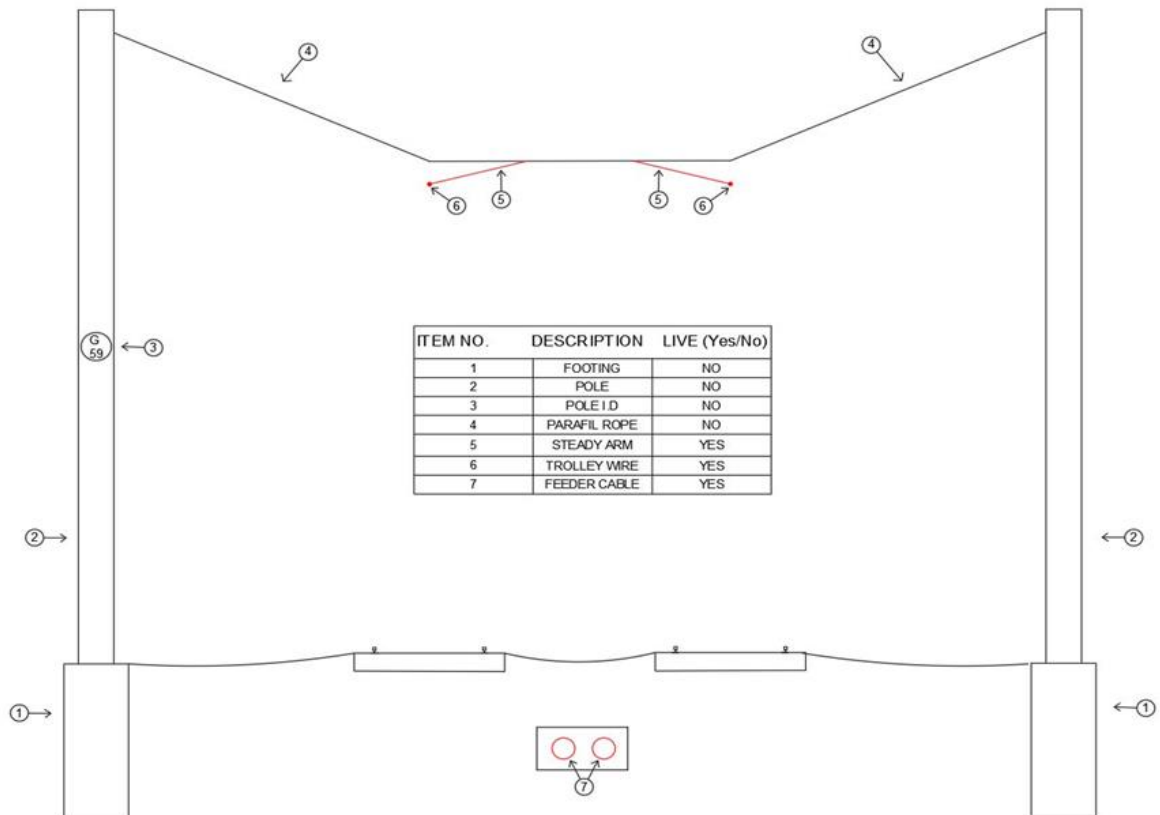 4
4
6
5
5
6
G
59
3
ITEM NO. DESCRIPTION LIVE (Yes/No)
1 FOOTING NO
2 POLE NO
3 POLE I.D NO
4 PARAFIL ROPE NO
5 STEADY ARM YES
6 TROLLEY WIRE YES
7 FEEDER CABLE YES
2
2
1
1
7